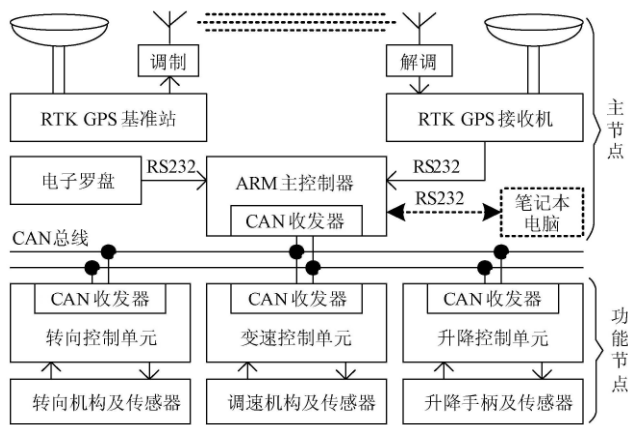 调制
解调
RTK GPS基准站
RTK GPS接收机
主节点
电子罗盘
RS232
ARM主控制器
RS232
RS232
笔记本
电脑
CAN收发器
CAN总线
CAN收发器
CAN收发器
CAN收发器
转向控制单元
变速控制单元
升降控制单元
功能节点
转向机构及传感器
调速机构及传感器
升降手柄及传感器